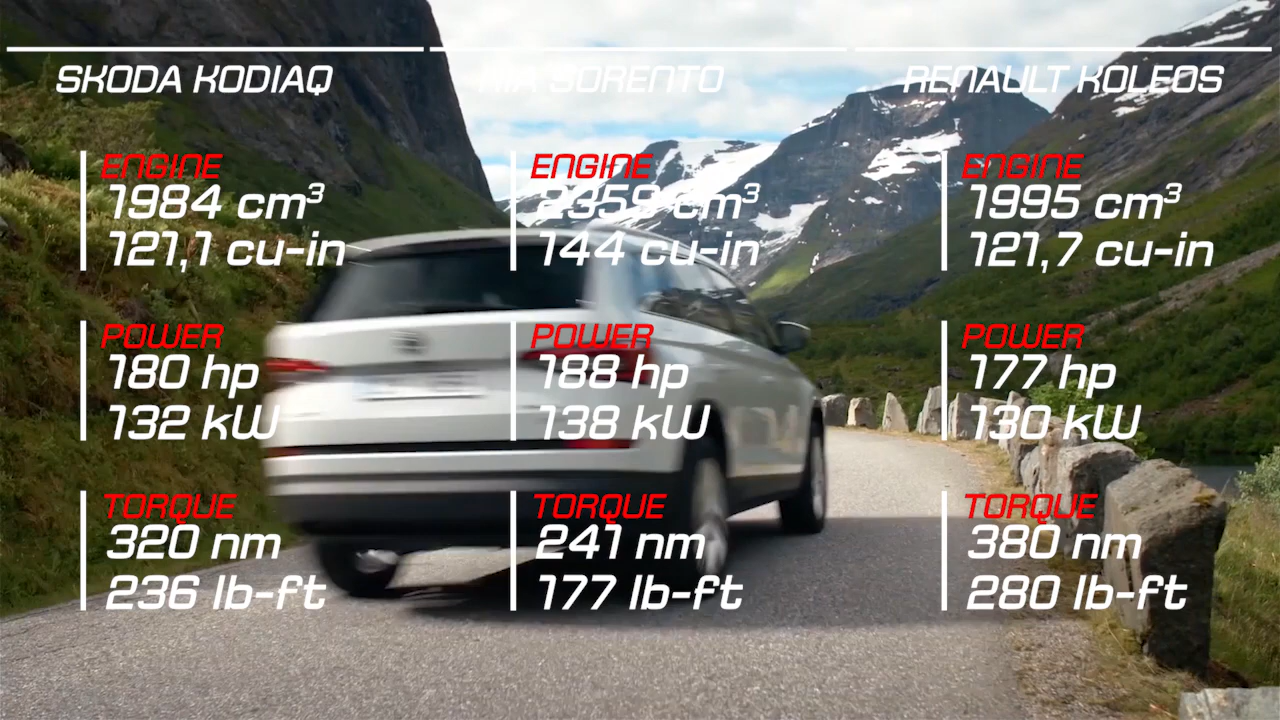 SKODA KODIAQ
ENGINE
1984 cm³
121,1 cu-in
POWER
180 hp
132 kW
TORQUE
320 nm
236 lb-ft
KIA SORENTO
ENGINE
2359 cm³
144 cu-in
POWER
188 hp
138 kW
TORQUE
241 nm
177 lb-ft
RENAULT KOLEOS
ENGINE
1995 cm³
121,7 cu-in
POWER
177 hp
130 kW
TORQUE
380 nm
280 lb-ft